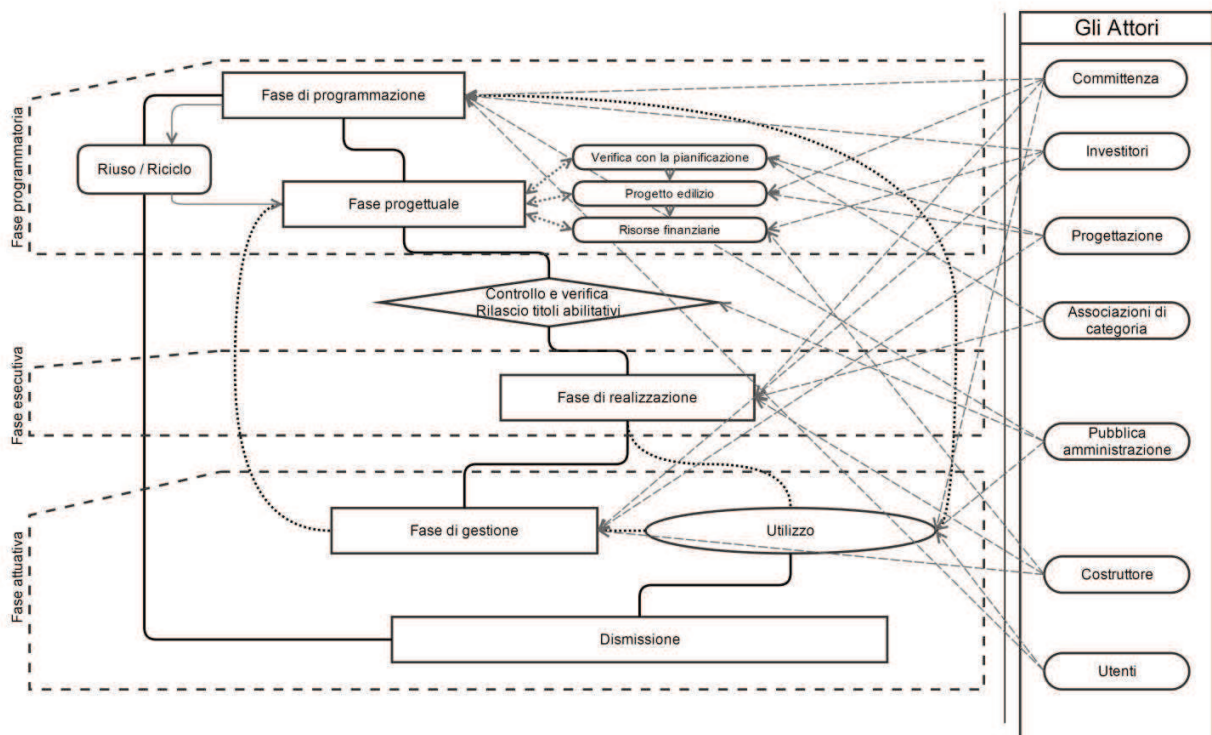 Gli Attori
Fase programmatoria
Fase di programmazione
Committenza
Riuso / Riciclo
Verifica con la pianificazione
Investitori
Fase progettuale
Progetto edilizio
Risorse finanziarie
Progettazione
Controllo e verifica
Rilascio titoli abilitativi
Associazioni di
categoria
Fase esecutiva
Fase di realizzazione
Pubblica
amministrazione
Fase attuativa
Fase di gestione
Utilizzo
Costruttore
Dismissione
Utenti